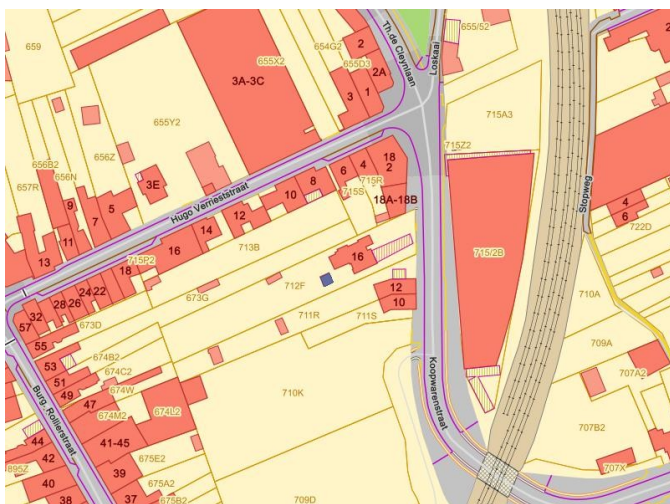 659
654G2
2
Th.de Cleynlaan
Loskaai
655/52
655X2
655D3
2A
3A-3C
3
1
655Y2
715A3
715Z2
656B2
656N
656Z
657R
3E
18
2
4
6
715R
715S
8
10
18A-18B
Hugo Verrieststraat
Stopweg
4
6
722D
9
5
7
11
12
14
13
16
713B
715P2
18
16
715/2B
712F
673G
24
22
28
26
32
57
12
10
710A
711R
711S
673D
55
709A
674B2
53
674C2
51
49
674W
47
674M2
674L2
707A2
710K
Koopwarenstraat
Burg. Rollierstraat
41-45
707B2
44
42
895Z
40
38
675E2
39
675A2
37
675B2
709D
707X